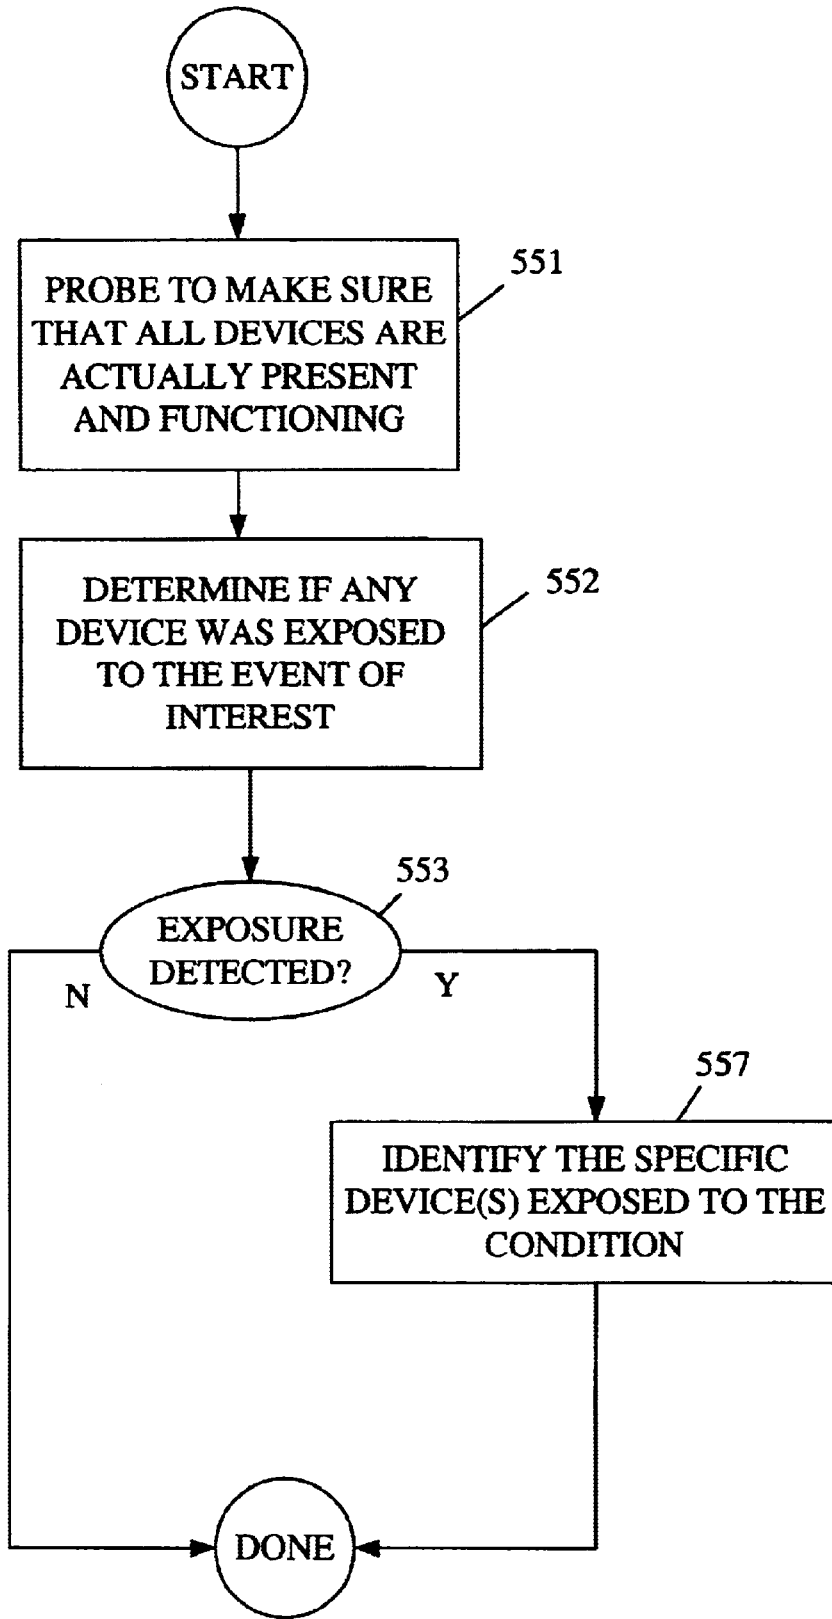 START
551
PROBE TO MAKE SURE
THAT ALL DEVICES ARE
ACTUALLY PRESENT
AND FUNCTIONING
552
DETERMINE IF ANY
DEVICE WAS EXPOSED
TO THE EVENT OF
INTEREST
553
EXPOSURE
DETECTED?
N
Y
557
IDENTIFY THE SPECIFIC
DEVICE(S) EXPOSED TO THE
CONDITION
DONE